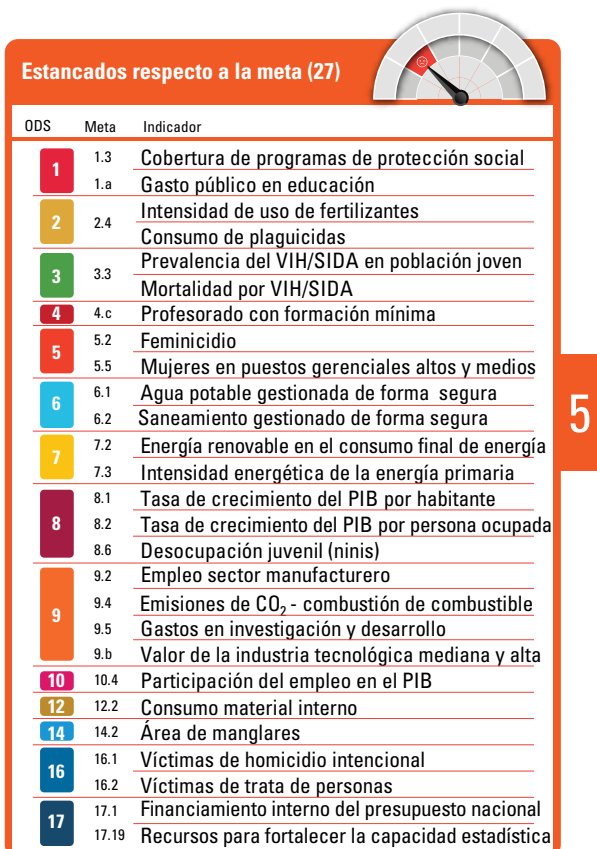 Estancados respecto a la meta (27)
ODS Meta Indicador
1 1.3 Cobertura de programas de protección social
1.a Gasto público en educación
2 2.4 Intensidad de uso de fertilizantes
Consumo de plaguicidas
3 3.3 Prevalencia del VIH/SIDA en población joven
Mortalidad por VIH/SIDA
4 4.c Profesorado con formación mínima
5 5.2 Feminicidio
5.5 Mujeres en puestos gerenciales altos y medios
6 6.1 Agua potable gestionada de forma segura
6.2 Saneamiento gestionado de forma segura
7 7.2 Energía renovable en el consumo final de energía
7.3 Intensidad energética de la energía primaria
8 8.1 Tasa de crecimiento del PIB por habitante
8.2 Tasa de crecimiento del PIB por persona ocupada
8.6 Desocupación juvenil (ninis)
9 9.2 Empleo sector manufacturero
9.4 Emisiones de CO₂ - combustión de combustible
9.5 Gastos en investigación y desarrollo
9.b Valor de la industria tecnológica mediana y alta
10 10.4 Participación del empleo en el PIB
12 12.2 Consumo material interno
14 14.2 Área de manglares
16 16.1 Víctimas de homicidio intencional
16.2 Víctimas de trata de personas
17 17.1 Financiamiento interno del presupuesto nacional
17.19 Recursos para fortalecer la capacidad estadística
5